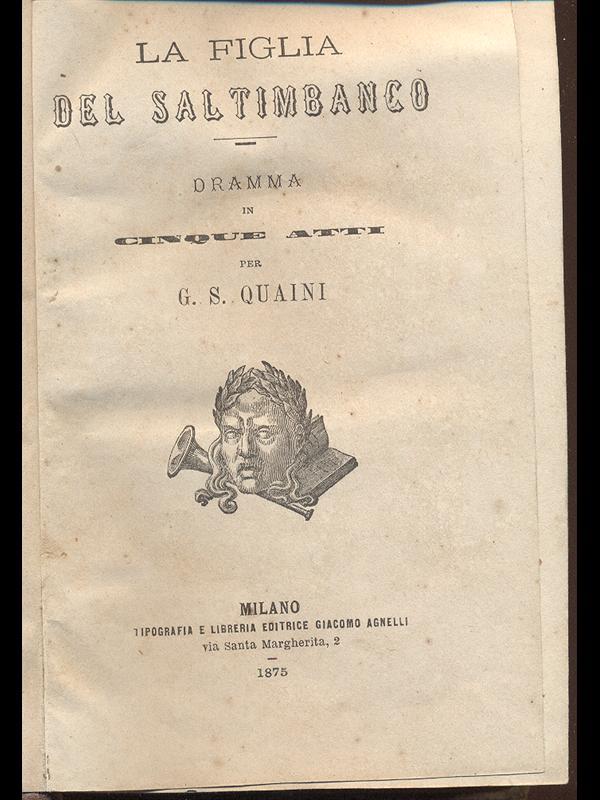 LA FIGLIA
DEL SALTIMBANCO
DRAMMA
IN
CINQUE ATTI
PER
G. S. QUAINI
MILANO
TIPOGRAFIA E LIBRERIA EDITRICE GIACOMO AGNELLI
via Santa Margherita, 2
1875